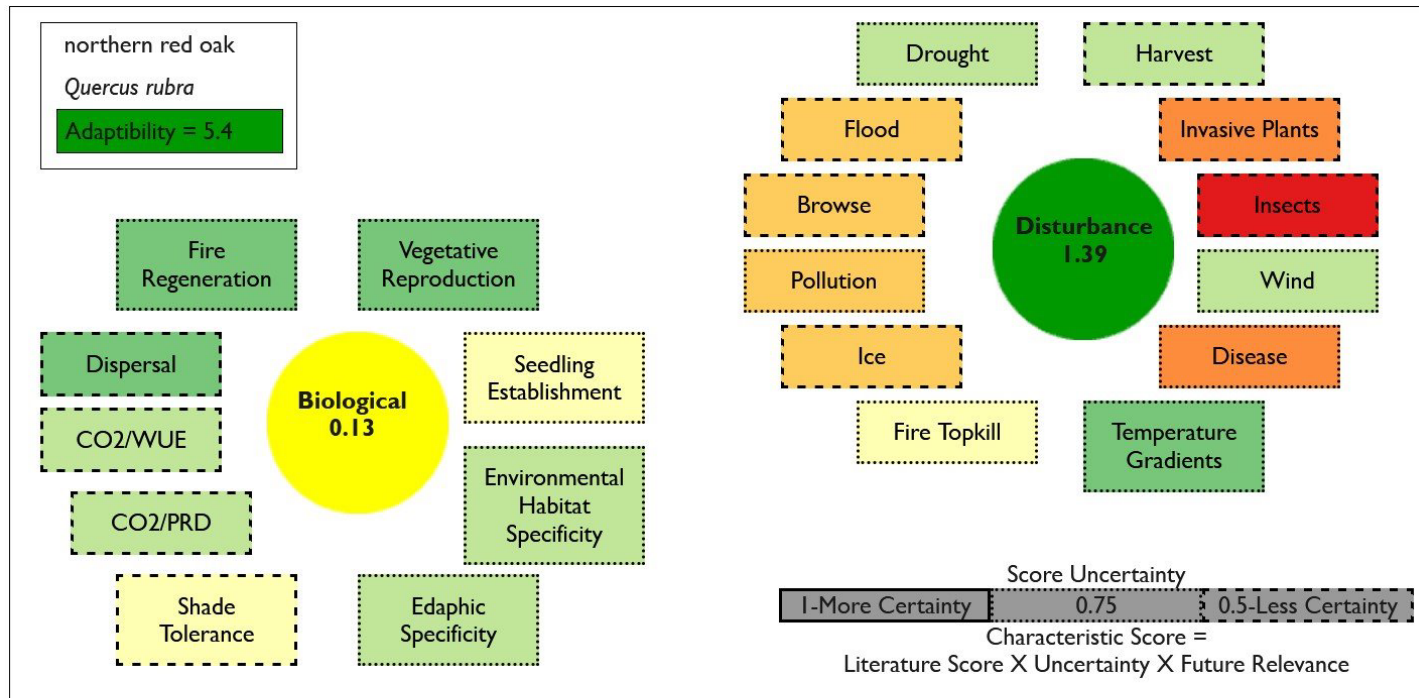 northern red oak
Quercus rubra
Adaptibility = 5.4
Fire
Regeneration
Vegetative
Reproduction
Dispersal
CO2/WUE
CO2/PRD
Shade
Tolerance
Biological
0.13
Seedling
Establishment
Environmental
Habitat
Specificity
Edaphic
Specificity
Drought
Harvest
Flood
Invasive Plants
Browse
Insects
Pollution
Wind
Ice
Disease
Fire Topkill
Temperature
Gradients
Disturbance
1.39
Score Uncertainty
1-More Certainty
0.75
0.5-Less Certainty
Characteristic Score =
Literature Score X Uncertainty X Future Relevance